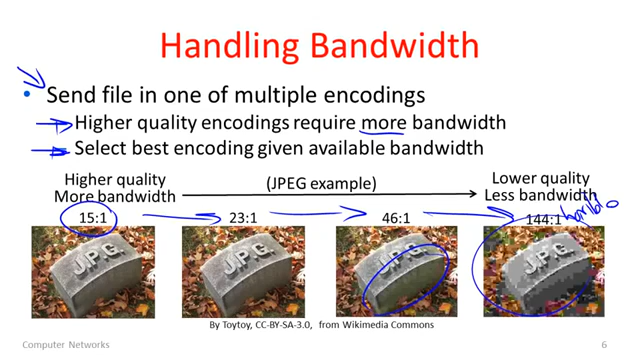 Handling Bandwidth
• Send file in one of multiple encodings
Higher quality encodings require more bandwidth
Select best encoding given available bandwidth
Higher quality
More bandwidth
(JPEG example)
Lower quality
Less bandwidth
15:1
23:1
46:1
144:1
JPG
JPG
JPG
JPG
By Toytoy, CC-BY-SA-3.0, from Wikimedia Commons
Computer Networks
6